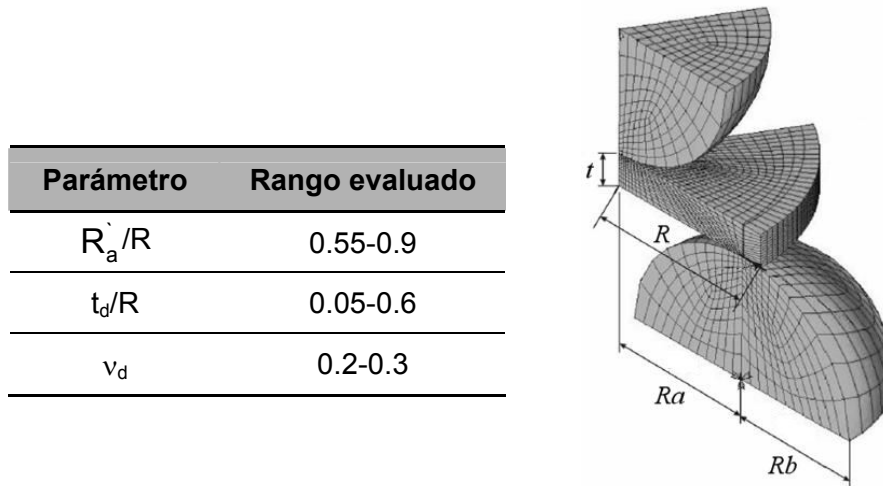 Parámetro Rango evaluado
R`a/R 0.55-0.9
td/R 0.05-0.6
νd 0.2-0.3
t
R
Ra
Rb